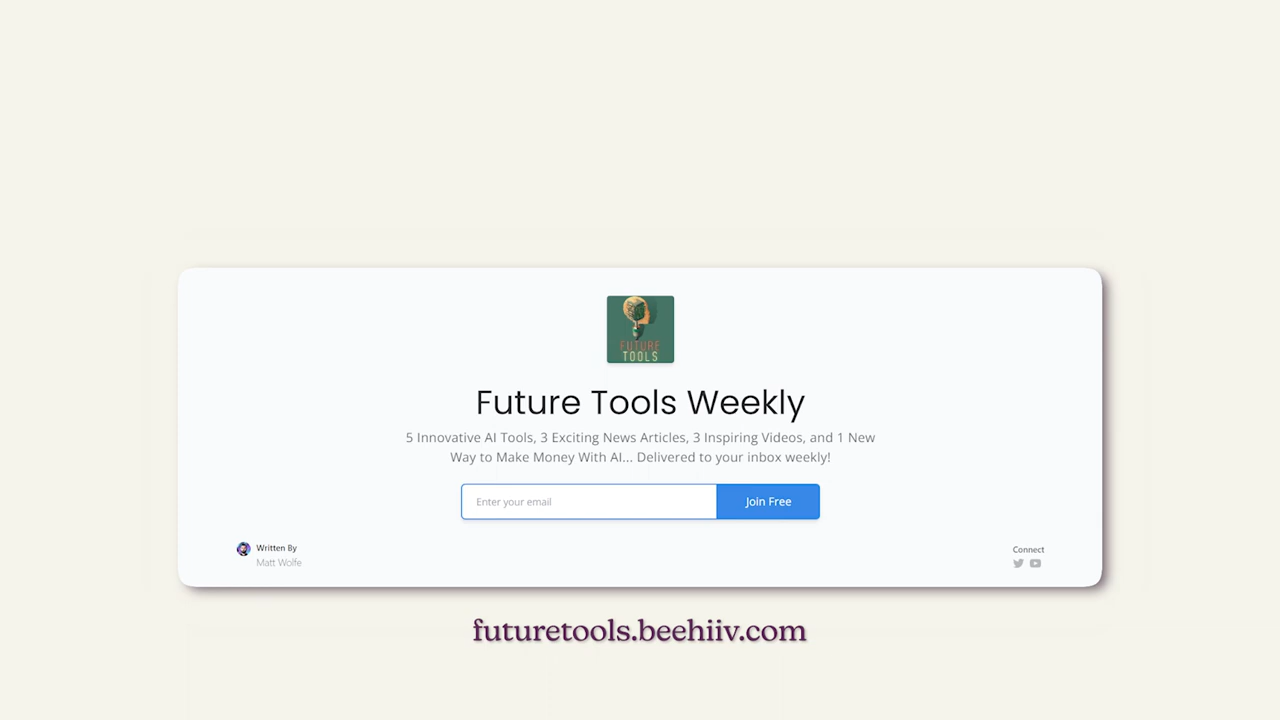 FUTURE
TOOLS
Future Tools Weekly
5 Innovative AI Tools, 3 Exciting News Articles, 3 Inspiring Videos, and 1 New
Way to Make Money With AI... Delivered to your inbox weekly!
Enter your email
Join Free
Written By
Matt Wolfe
Connect
futuretools.beehiiv.com